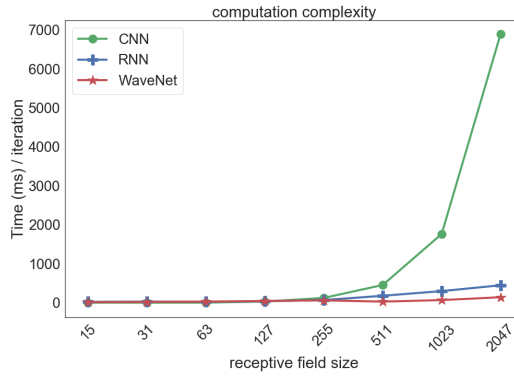 computation complexity
CNN
RNN
WaveNet
Time (ms) / iteration
7000
6000
5000
4000
3000
2000
1000
0
15
31
63
127
255
511
1023
2047
receptive field size